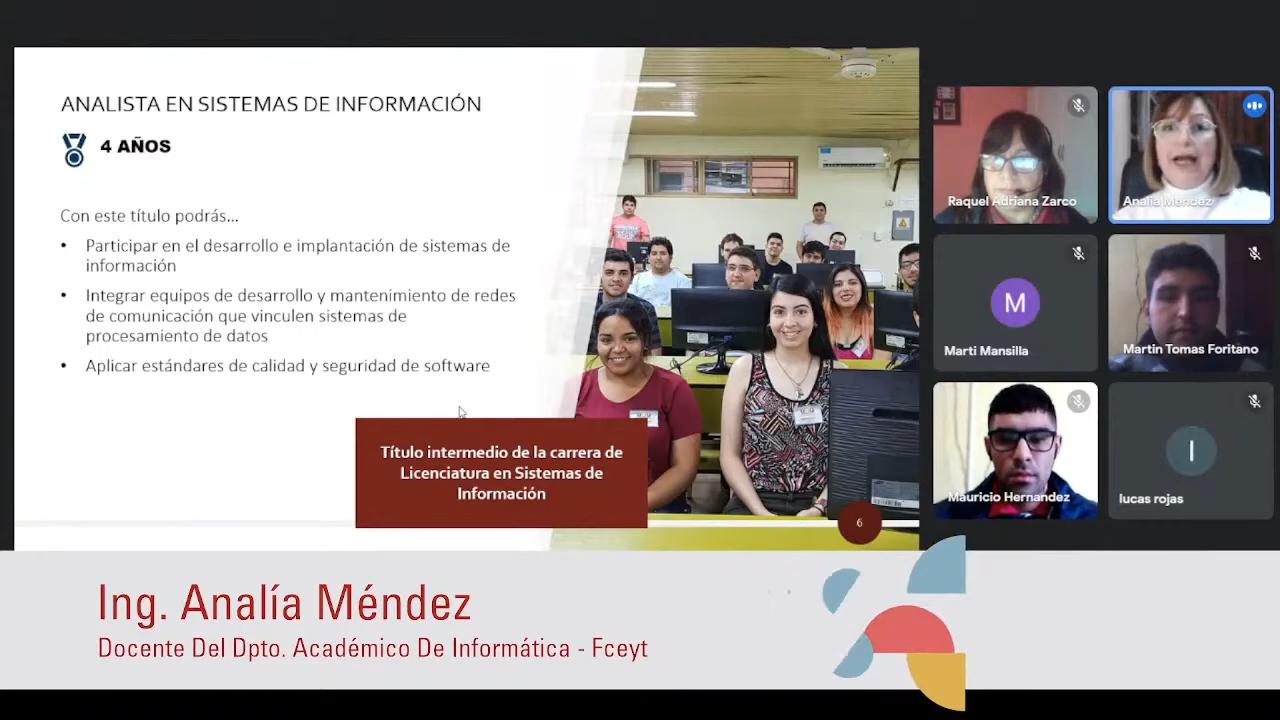 ANALISTA EN SISTEMAS DE INFORMACIÓN
4 AÑOS
Con este título podrás...
• Participar en el desarrollo e implantación de sistemas de
información
• Integrar equipos de desarrollo y mantenimiento de redes
de comunicación que vinculen sistemas de
procesamiento de datos
• Aplicar estándares de calidad y seguridad de software
Título intermedio de la carrera de
Licenciatura en Sistemas de
Información
6
Raquel Adriana Zarco
Analía Méndez
M
Marti Mansilla
Martin Tomas Foritano
Mauricio Hernandez
l
lucas rojas
Ing. Analía Méndez
Docente Del Dpto. Académico De Informática - Fceyt